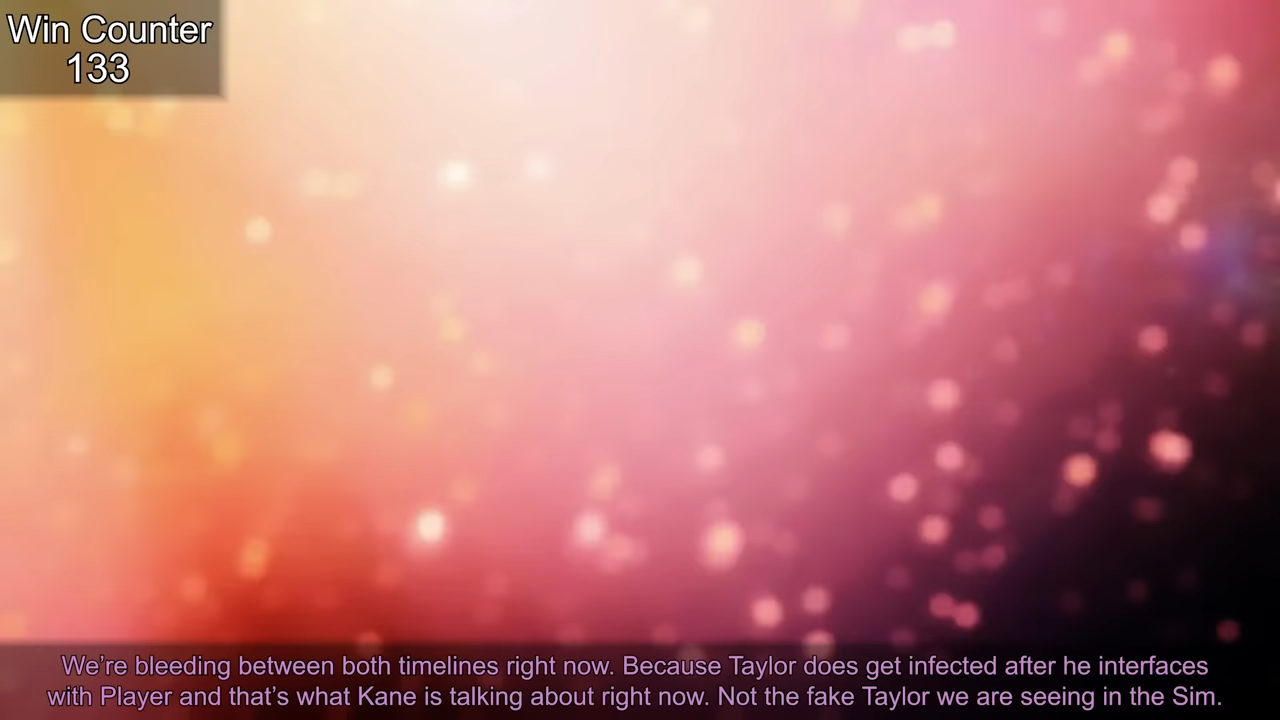 Win Counter
133
We’re bleeding between both timelines right now. Because Taylor does get infected after he interfaces
with Player and that’s what Kane is talking about right now. Not the fake Taylor we are seeing in the Sim.